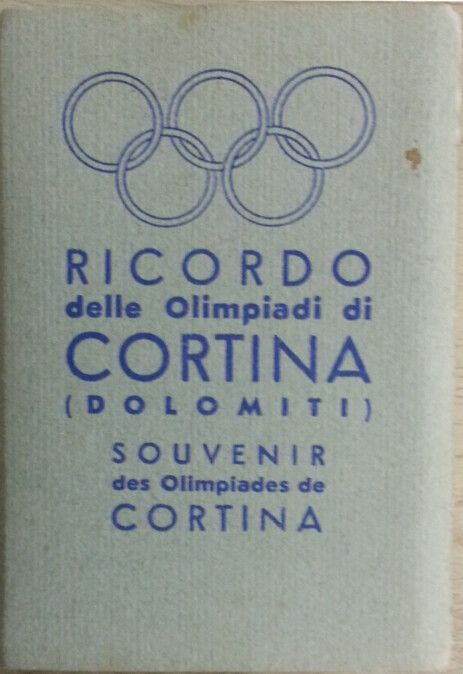 RICORDO
delle Olimpiadi di
CORTINA
(DOLOMITI)
SOUVENIR
des Olimpiades de
CORTINA